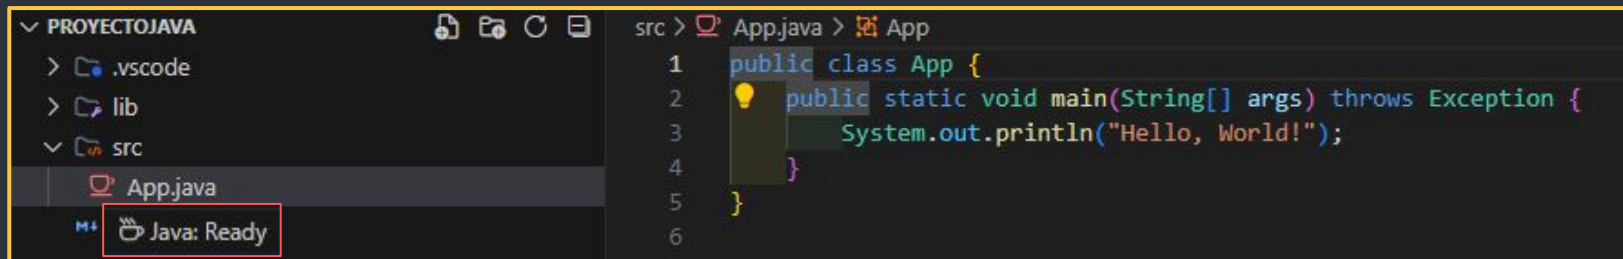 PROYECTOJAVA
.vscode
lib
src
App.java
M↓ Java: Ready
src > App.java > App
1 public class App {
2 public static void main(String[] args) throws Exception {
3 System.out.println("Hello, World!");
4 }
5 }
6